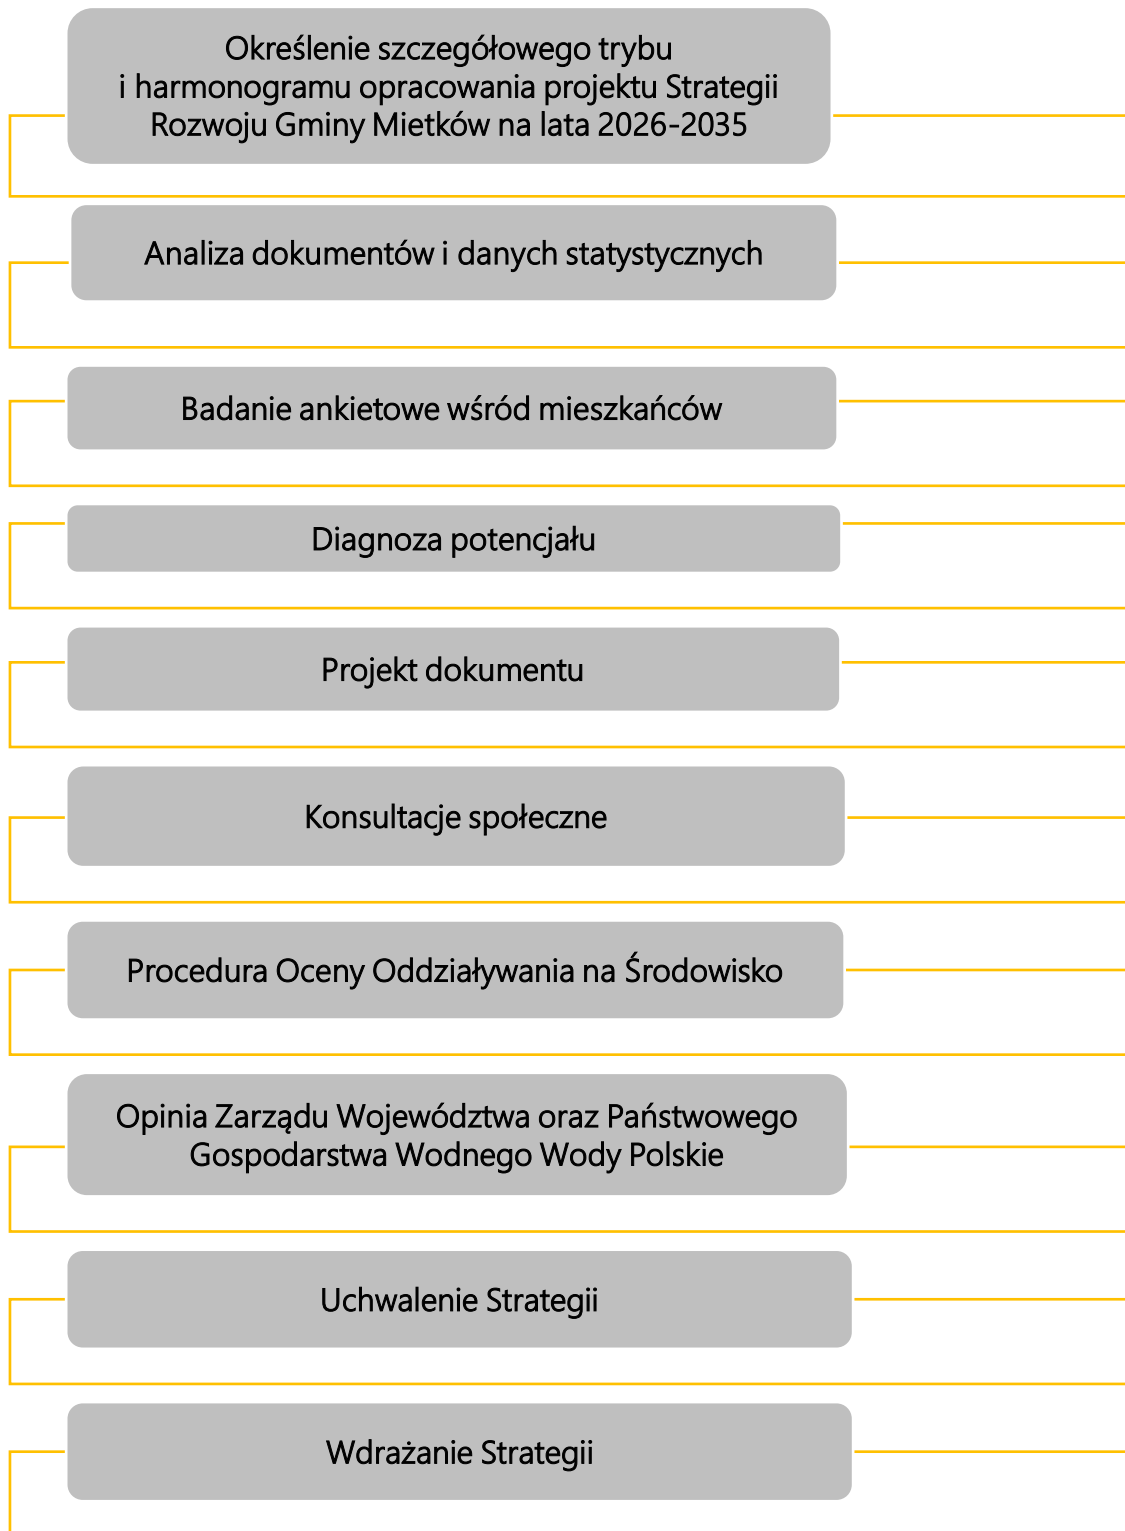 Określenie szczegółowego trybu
i harmonogramu opracowania projektu Strategii
Rozwoju Gminy Mietków na lata 2026-2035
Analiza dokumentów i danych statystycznych
Badanie ankietowe wśród mieszkańców
Diagnoza potencjału
Projekt dokumentu
Konsultacje społeczne
Procedura Oceny Oddziaływania na Środowisko
Opinia Zarządu Województwa oraz Państwowego
Gospodarstwa Wodnego Wody Polskie
Uchwalenie Strategii
Wdrażanie Strategii